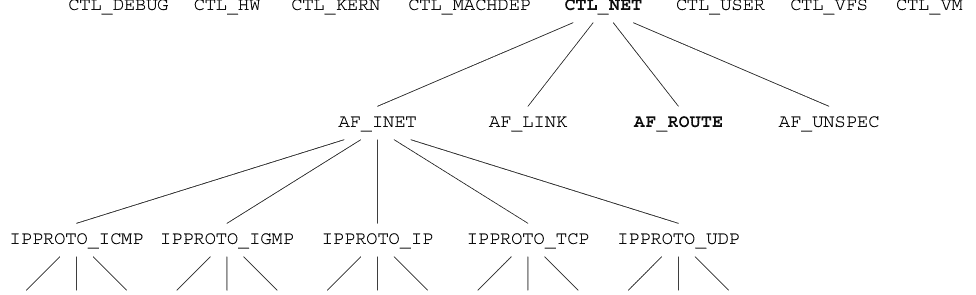 CTL_DEBUG CTL_HW CTL_KERN CTL_MACHDEP CTL_NET CTL_USER CTL_VFS CTL_VM
AF_INET AF_LINK AF_ROUTE AF_UNSPEC
IPPROTO_ICMP IPPROTO_IGMP IPPROTO_IP IPPROTO_TCP IPPROTO_UDP